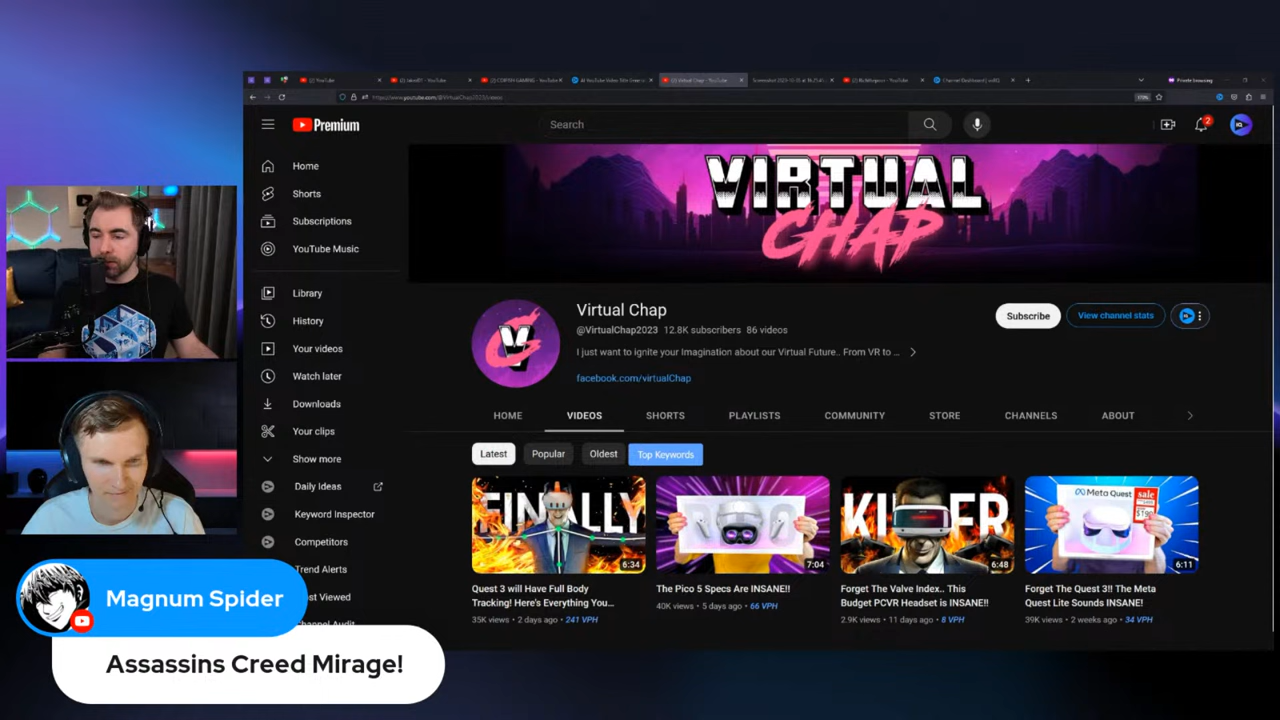 Private browsing
Premium
Search
2
Home
Shorts
Subscriptions
YouTube Music
Library
History
Your videos
Watch later
Downloads
Your clips
Show more
Daily Ideas
Keyword Inspector
Competitors
Trend Alerts
VIRTUAL
CHAP
Virtual Chap
@VirtualChap2023 12.8K subscribers 86 videos
I just want to ignite your Imagination about our Virtual Future.. From VR to ...
facebook.com/virtualChap
Subscribe
View channel stats
HOME VIDEOS SHORTS PLAYLISTS COMMUNITY STORE CHANNELS ABOUT
Latest Popular Oldest Top Keywords
FINALLY
6:34
7:04
6:48
Meta Quest
sale
6:11
Quest 3 will Have Full Body
Tracking! Here's Everything You...
35K views • 2 days ago • 241 VPH
The Pico 5 Specs Are INSANE!!
40K views • 5 days ago • 66 VPH
Forget The Valve Index.. This
Budget PCVR Headset is INSANE!!
2.9K views • 11 days ago • 8 VPH
Forget The Quest 3!! The Meta
Quest Lite Sounds INSANE!
39K views • 2 weeks ago • 34 VPH
Magnum Spider
Assassins Creed Mirage!